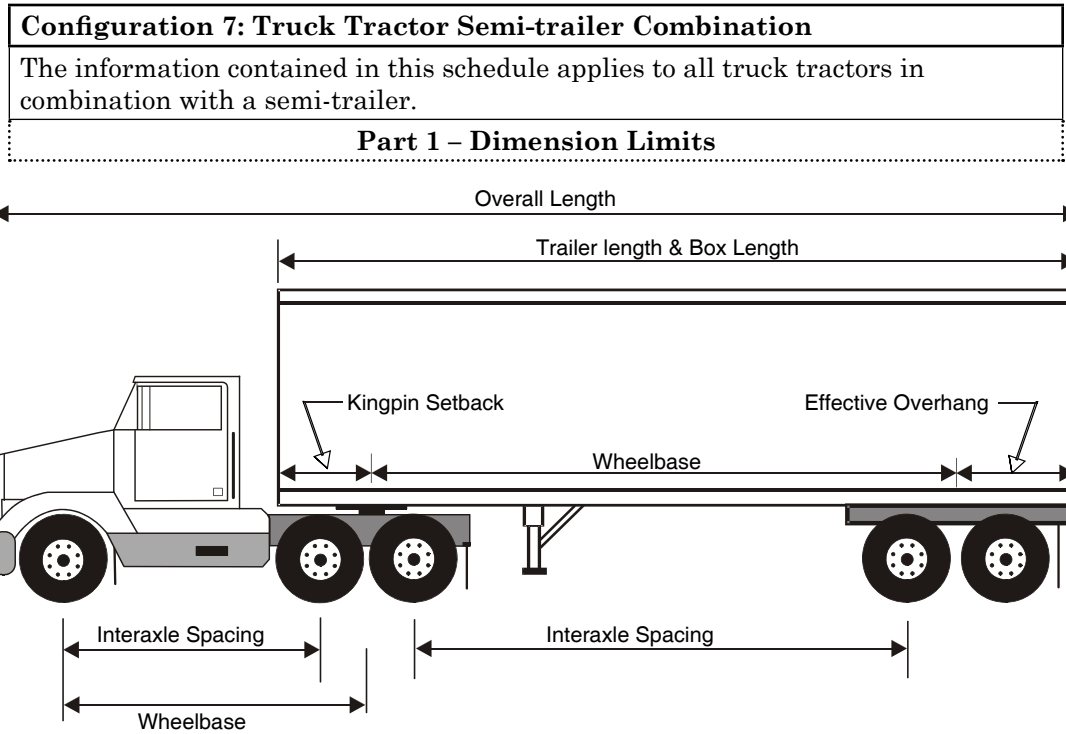 Configuration 7: Truck Tractor Semi-trailer Combination
The information contained in this schedule applies to all truck tractors in
combination with a semi-trailer.
Part 1 – Dimension Limits
Overall Length
Trailer length & Box Length
Kingpin Setback
Effective Overhang
Wheelbase
Interaxle Spacing
Interaxle Spacing
Wheelbase